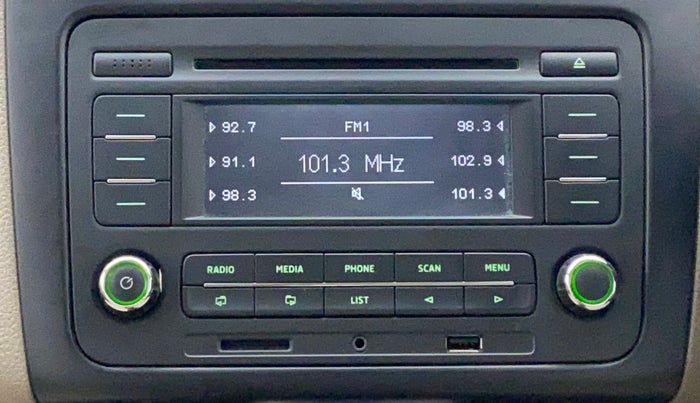 92.7 FM1 98.3
91.1 101.3 MHz 102.9
98.3 101.3
RADIO MEDIA PHONE SCAN MENU
LIST